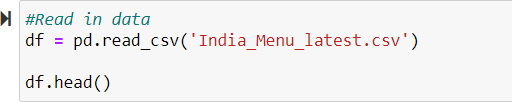 #Read in data
df = pd.read_csv('India_Menu_latest.csv')
df.head()